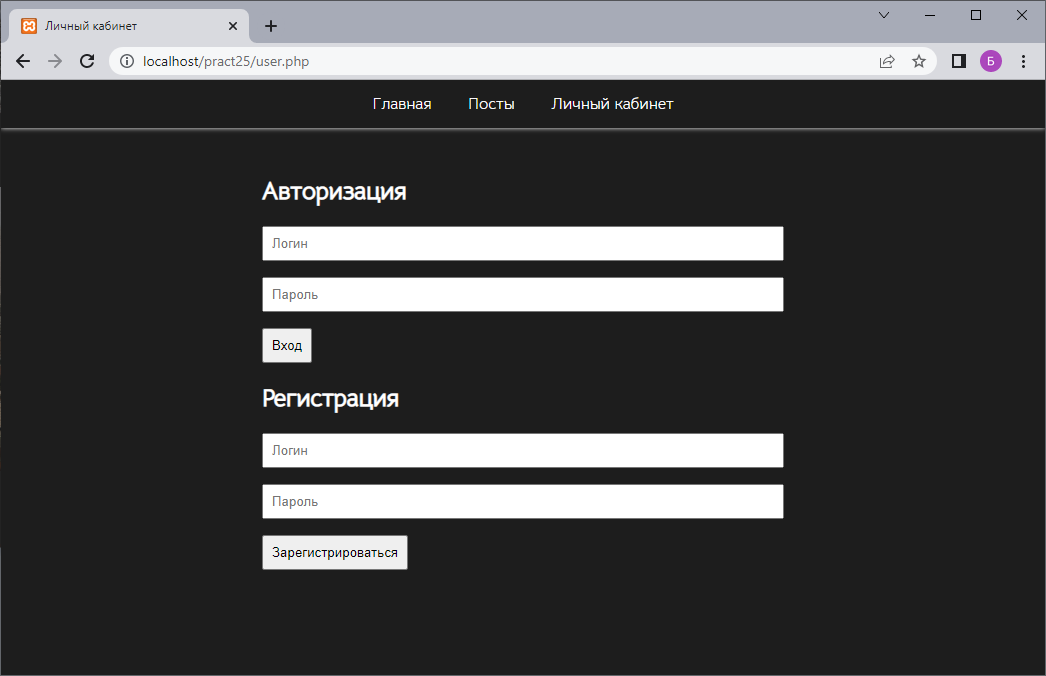 Личный кабинет
localhost/pract25/user.php
Б
Главная Посты Личный кабинет
Авторизация
Логин
Пароль
Вход
Регистрация
Логин
Пароль
Зарегистрироваться